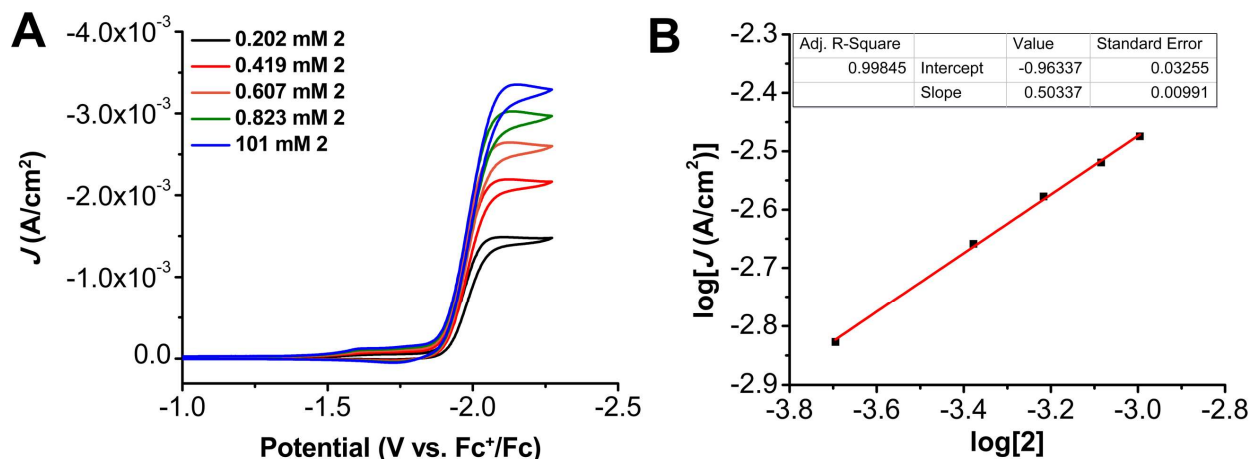 A
-4.0x10⁻³
-3.0x10⁻³
-2.0x10⁻³
-1.0x10⁻³
0.0
J (A/cm²)
0.202 mM 2
0.419 mM 2
0.607 mM 2
0.823 mM 2
101 mM 2
-1.0 -1.5 -2.0 -2.5
Potential (V vs. Fc⁺/Fc)
B
-2.3
-2.4
-2.5
-2.6
-2.7
-2.8
-2.9
log[J (A/cm²)]
Adj. R-Square Value Standard Error
0.99845 Intercept -0.96337 0.03255
Slope 0.50337 0.00991
-3.8 -3.6 -3.4 -3.2 -3.0 -2.8
log[2]